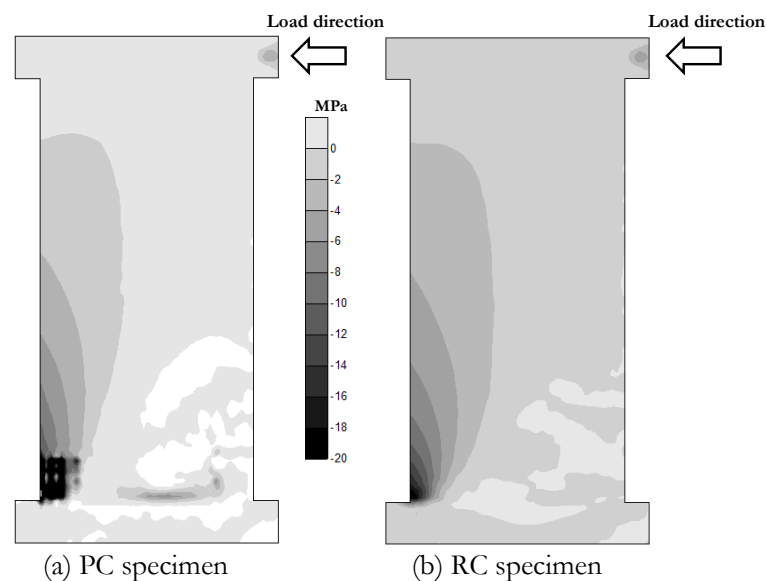 Load direction
Load direction
MPa
0
-2
-4
-6
-8
-10
-12
-14
-16
-18
-20
(a) PC specimen
(b) RC specimen